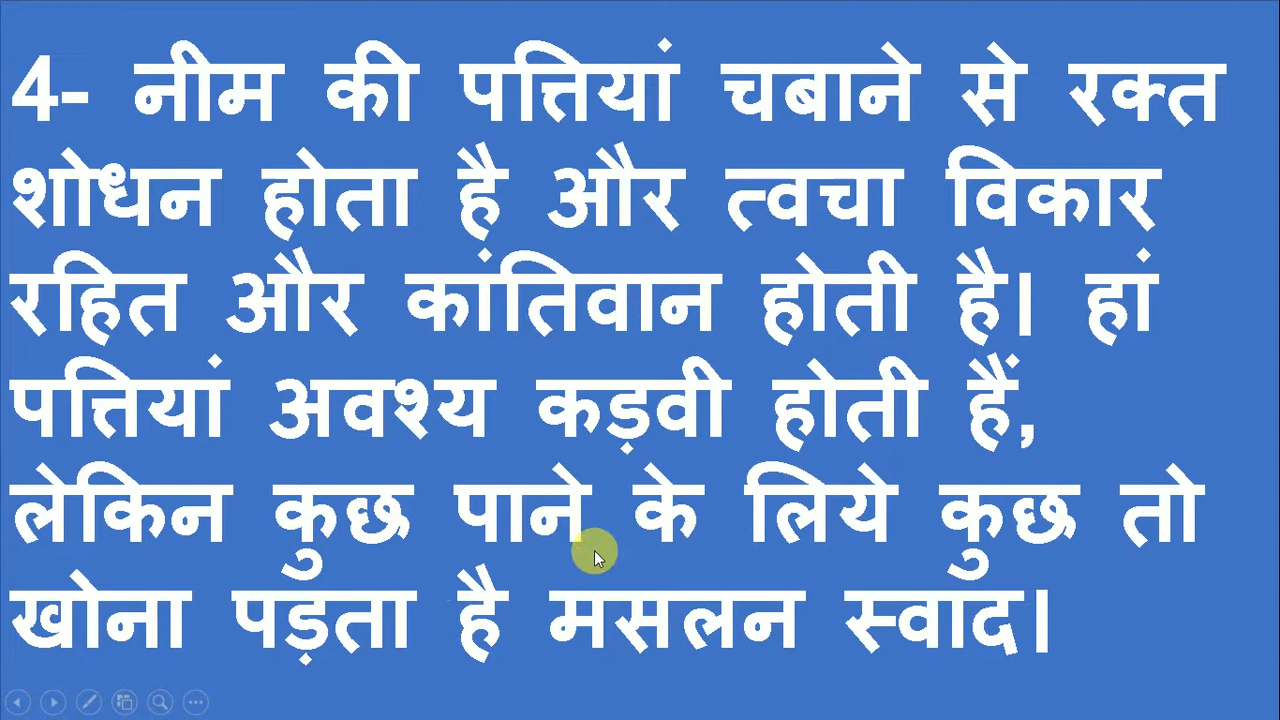 4- नीम की पत्तियां चबाने से रक्त
शोधन होता है और त्वचा विकार
रहित और कांतिवान होती है। हां
पत्तियां अवश्य कड़वी होती हैं,
लेकिन कुछ पाने के लिये कुछ तो
खोना पड़ता है मसलन स्वाद।